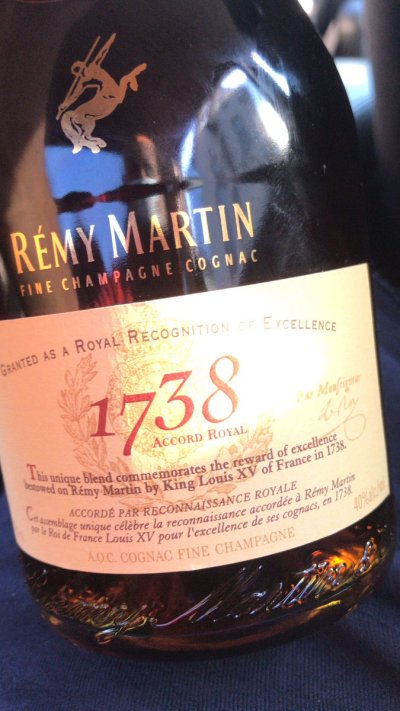 RÉMY MARTIN
FINE CHAMPAGNE COGNAC
GRANTED AS A ROYAL RECOGNITION OF EXCELLENCE
1738
ACCORD ROYAL
Par Monseigneur
This unique blend commemorates the reward of excellence
bestowed on Rémy Martin by King Louis XV of France in 1738.
ACCORDÉ PAR RECONNAISSANCE ROYALE
Cet assemblage unique célèbre la reconnaissance accordée à Rémy Martin
par le Roi de France Louis XV pour l'excellence de ses cognacs, en 1738.
40%
A.O.C. COGNAC FINE CHAMPAGNE